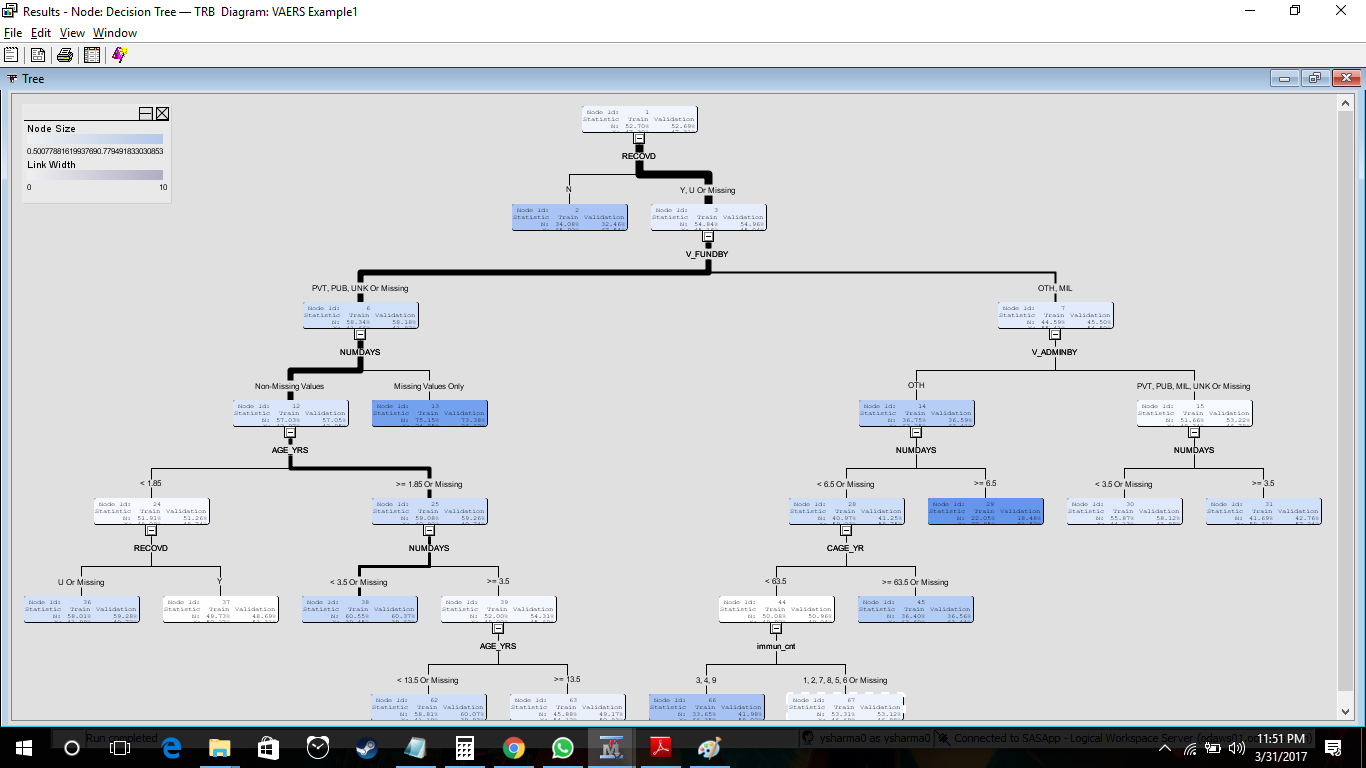 Results - Node: Decision Tree — TRB Diagram: VAERS Example1
File Edit View Window
Tree
Node Size
0.50077881619937690.779491833030853
Link Width
0 10
Node Id: 1
Statistic Train Validation
N: 52.70% 52.69%
RECOVD
N
Y, U Or Missing
Node Id: 2
Statistic Train Validation
N: 34.08% 32.46%
Node Id: 3
Statistic Train Validation
N: 54.84% 54.96%
V_FUNDBY
PVT, PUB, UNK Or Missing
OTH, MIL
Node Id: 6
Statistic Train Validation
N: 58.34% 58.18%
Node Id: 7
Statistic Train Validation
N: 44.59% 45.50%
NUMDAYS
V_ADMINBY
Non-Missing Values
Missing Values Only
OTH
PVT, PUB, MIL, UNK Or Missing
Node Id: 12
Statistic Train Validation
N: 57.03% 57.05%
Node Id: 13
Statistic Train Validation
N: 75.15% 73.38%
Node Id: 14
Statistic Train Validation
N: 36.75% 36.59%
Node Id: 15
Statistic Train Validation
N: 51.66% 53.22%
AGE_YRS
NUMDAYS
NUMDAYS
< 1.85
>= 1.85 Or Missing
< 6.5 Or Missing
>= 6.5
< 3.5 Or Missing
>= 3.5
Node Id: 24
Statistic Train Validation
N: 51.91% 51.26%
Node Id: 25
Statistic Train Validation
N: 59.08% 59.26%
Node Id: 28
Statistic Train Validation
N: 40.97% 41.25%
Node Id: 29
Statistic Train Validation
N: 22.05% 18.48%
Node Id: 30
Statistic Train Validation
N: 55.87% 58.12%
Node Id: 31
Statistic Train Validation
N: 41.69% 42.76%
RECOVD
NUMDAYS
CAGE_YR
U Or Missing
Y
< 3.5 Or Missing
>= 3.5
< 63.5
>= 63.5 Or Missing
Node Id: 36
Statistic Train Validation
N: 58.01% 59.28%
Node Id: 37
Statistic Train Validation
N: 49.73% 48.69%
Node Id: 38
Statistic Train Validation
N: 60.55% 60.37%
Node Id: 39
Statistic Train Validation
N: 52.00% 54.31%
Node Id: 44
Statistic Train Validation
N: 50.08% 50.96%
Node Id: 45
Statistic Train Validation
N: 36.40% 36.56%
AGE_YRS
immun_cnt
< 13.5 Or Missing
>= 13.5
3, 4, 9
1, 2, 7, 8, 5, 6 Or Missing
Node Id: 62
Statistic Train Validation
N: 58.81% 60.07%
Node Id: 63
Statistic Train Validation
N: 45.88% 49.17%
Node Id: 66
Statistic Train Validation
N: 33.65% 41.98%
Node Id: 67
Statistic Train Validation
N: 53.31% 53.12%
Run completed
ysharma0 as ysharma0
Connected to SASApp - Logical Workspace Server
11:51 PM
3/31/2017